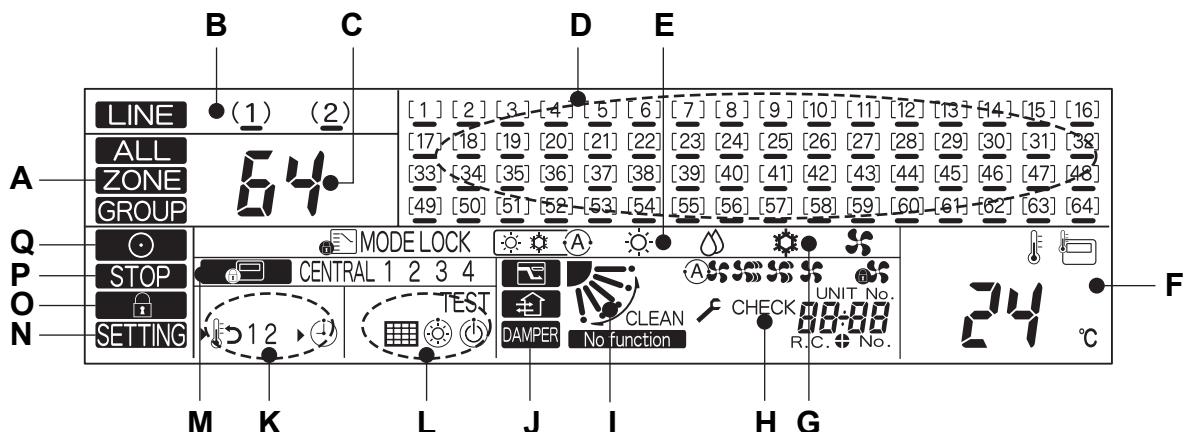 B C D E
LINE (1) (2) [1] [2] [3] [4] [5] [6] [7] [8] [9] [10] [11] [12] [13] [14] [15] [16]
ALL [17] [18] [19] [20] [21] [22] [23] [24] [25] [26] [27] [28] [29] [30] [31] [32]
A ZONE 64 [33] [34] [35] [36] [37] [38] [39] [40] [41] [42] [43] [44] [45] [46] [47] [48]
GROUP [49] [50] [51] [52] [53] [54] [55] [56] [57] [58] [59] [60] [61] [62] [63] [64]
Q MODE LOCK A
P STOP CENTRAL 1 2 3 4 A
O TEST UNIT No. 24 F
N SETTING 12 DAMPER CLEAN CHECK 88:88 °C
No function R.C. No.
M K L J I H G